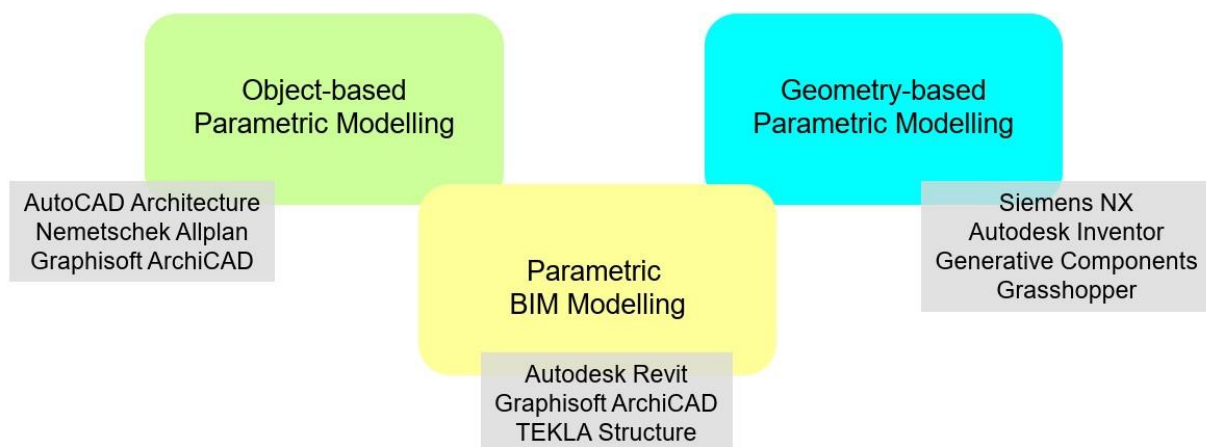 Object-based
Parametric Modelling
Geometry-based
Parametric Modelling
AutoCAD Architecture
Nemetschek Allplan
Graphisoft ArchiCAD
Siemens NX
Autodesk Inventor
Generative Components
Grasshopper
Parametric
BIM Modelling
Autodesk Revit
Graphisoft ArchiCAD
TEKLA Structure